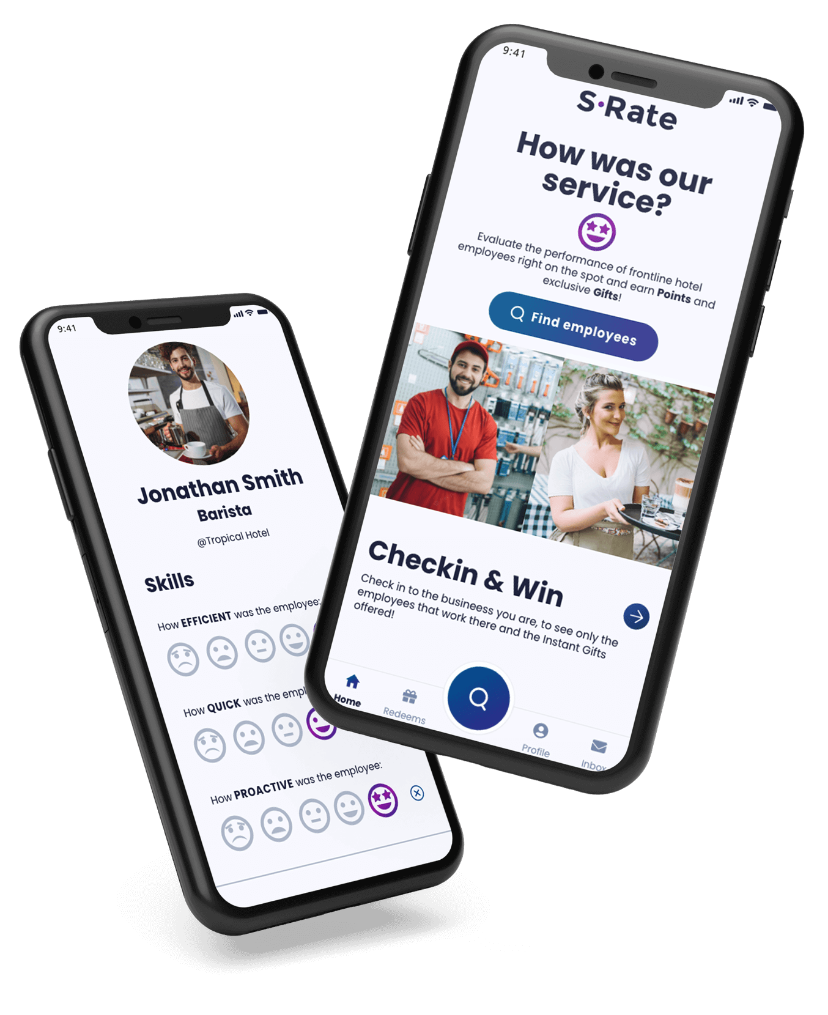 9:41
S·Rate
How was our
service?
Evaluate the performance of frontline hotel
employees right on the spot and earn Points and
exclusive Gifts!
Find employees
Checkin & Win
Check in to the busineess you are, to see only the
employees that work there and the Instant Gifts
offered!
Home
Redeems
Profile
Inbox
9:41
Jonathan Smith
Barista
@Tropical Hotel
Skills
How EFFICIENT was the employee:
How QUICK was the empl
How PROACTIVE was the employee: